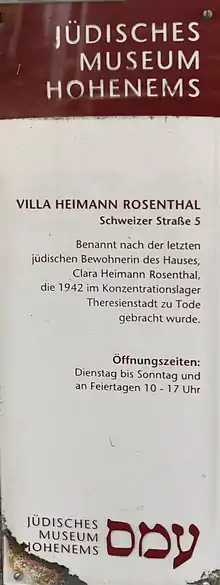 JÜDISCHES
MUSEUM
HOHENEMS
VILLA HEIMANN ROSENTHAL
Schweizer Straße 5
Benannt nach der letzten
jüdischen Bewohnerin des Hauses,
Clara Heimann Rosenthal,
die 1942 im Konzentrationslager
Theresienstadt zu Tode
gebracht wurde.
Öffnungszeiten:
Dienstag bis Sonntag und
an Feiertagen 10 - 17 Uhr
JÜDISCHES
MUSEUM
HOHENEMS
עמס